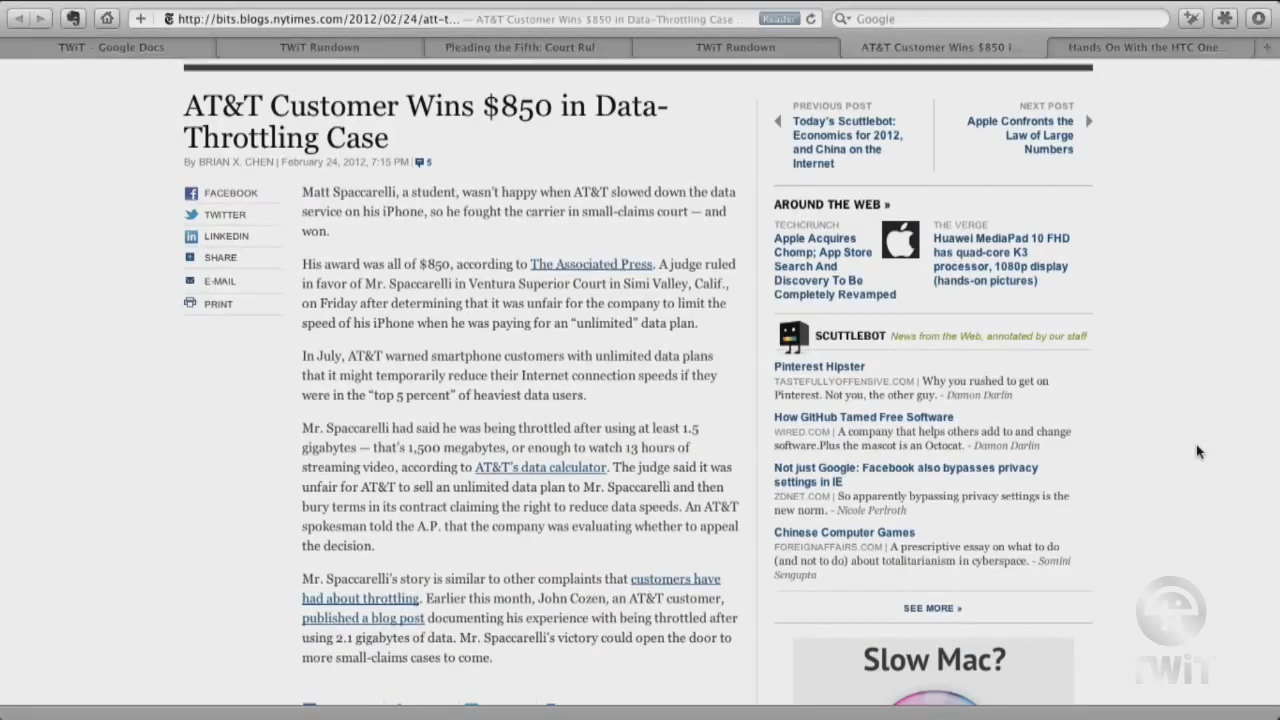 http://bits.blogs.nytimes.com/2012/02/24/att-t... — AT&T Customer Wins $850 in Data-Throttling Case
Reader
Google
TWiT - Google Docs
TWiT Rundown
Pleading the Fifth: Court Rul
TWiT Rundown
AT&T Customer Wins $850 i...
Hands On With the HTC One...
AT&T Customer Wins $850 in Data-
Throttling Case
By BRIAN X. CHEN | February 24, 2012, 7:15 PM | 5
FACEBOOK
TWITTER
LINKEDIN
SHARE
E-MAIL
PRINT
Matt Spaccarelli, a student, wasn't happy when AT&T slowed down the data
service on his iPhone, so he fought the carrier in small-claims court — and
won.
His award was all of $850, according to The Associated Press. A judge ruled
in favor of Mr. Spaccarelli in Ventura Superior Court in Simi Valley, Calif.,
on Friday after determining that it was unfair for the company to limit the
speed of his iPhone when he was paying for an “unlimited” data plan.
In July, AT&T warned smartphone customers with unlimited data plans
that it might temporarily reduce their Internet connection speeds if they
were in the “top 5 percent” of heaviest data users.
Mr. Spaccarelli had said he was being throttled after using at least 1.5
gigabytes — that's 1,500 megabytes, or enough to watch 13 hours of
streaming video, according to AT&T's data calculator. The judge said it was
unfair for AT&T to sell an unlimited data plan to Mr. Spaccarelli and then
bury terms in its contract claiming the right to reduce data speeds. An AT&T
spokesman told the A.P. that the company was evaluating whether to appeal
the decision.
Mr. Spaccarelli's story is similar to other complaints that customers have
had about throttling. Earlier this month, John Cozen, an AT&T customer,
published a blog post documenting his experience with being throttled after
using 2.1 gigabytes of data. Mr. Spaccarelli's victory could open the door to
more small-claims cases to come.
PREVIOUS POST
Today's Scuttlebot:
Economics for 2012,
and China on the
Internet
NEXT POST
Apple Confronts the
Law of Large
Numbers
AROUND THE WEB »
TECHCRUNCH
Apple Acquires
Chomp; App Store
Search And
Discovery To Be
Completely Revamped
THE VERGE
Huawei MediaPad 10 FHD
has quad-core K3
processor, 1080p display
(hands-on pictures)
SCUTTLEBOT News from the Web, annotated by our staff
Pinterest Hipster
TASTEFULLYOFFENSIVE.COM | Why you rushed to get on
Pinterest. Not you, the other guy. - Damon Darlin
How GitHub Tamed Free Software
WIRED.COM | A company that helps others add to and change
software.Plus the mascot is an Octocat. - Damon Darlin
Not just Google: Facebook also bypasses privacy
settings in IE
ZDNET.COM | So apparently bypassing privacy settings is the
new norm. - Nicole Perlroth
Chinese Computer Games
FOREIGNAFFAIRS.COM | A prescriptive essay on what to do
(and not to do) about totalitarianism in cyberspace. - Somini
Sengupta
SEE MORE »
Slow Mac?
TWiT